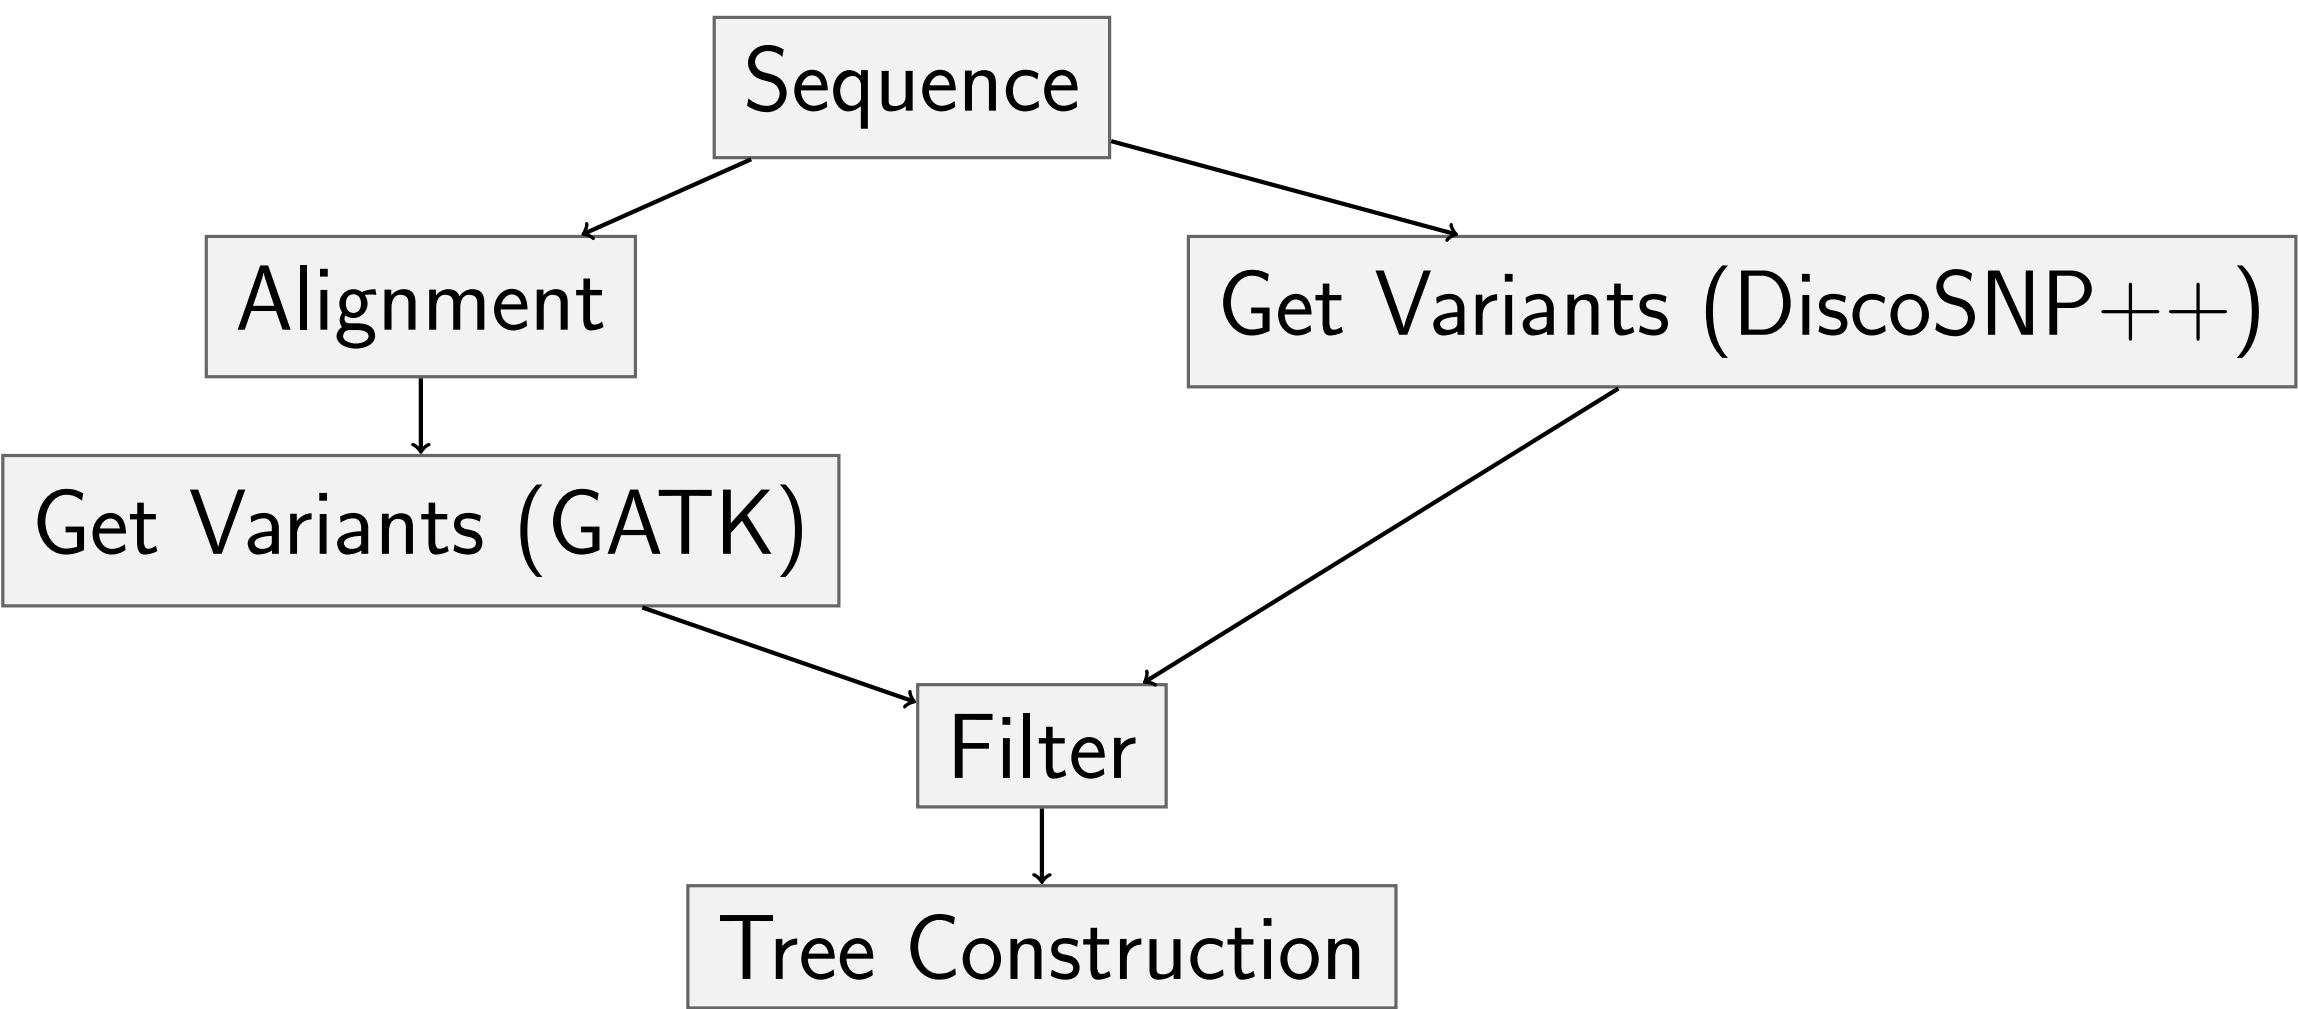 Sequence
Alignment
Get Variants (DiscoSNP++)
Get Variants (GATK)
Filter
Tree Construction